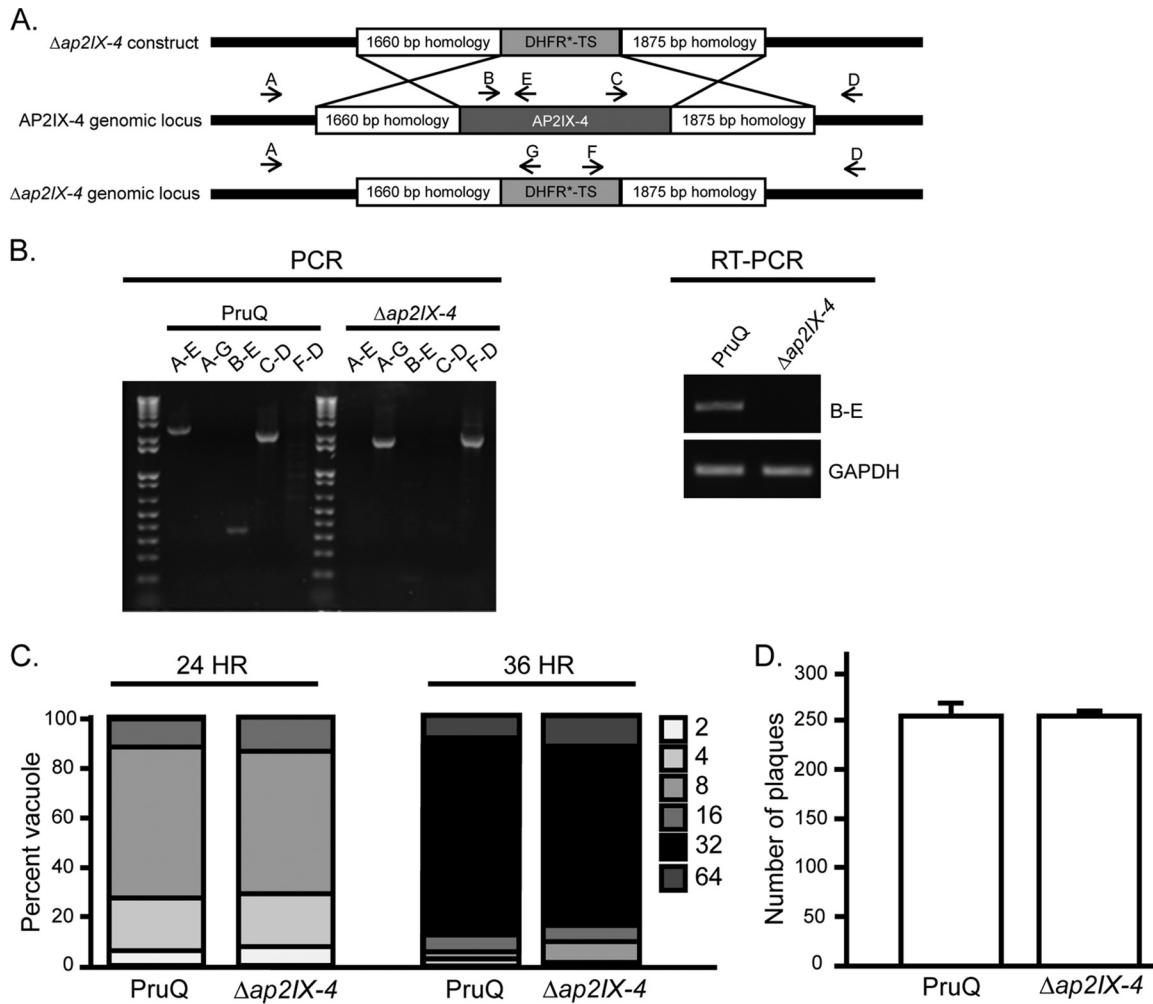 A.
Δap2IX-4 construct
1660 bp homology
DHFR*-TS
1875 bp homology
A
B
E
C
D
AP2IX-4 genomic locus
1660 bp homology
AP2IX-4
1875 bp homology
A
G
F
D
Δap2IX-4 genomic locus
1660 bp homology
DHFR*-TS
1875 bp homology
B.
PCR
PruQ
Δap2IX-4
A-E
A-G
B-E
C-D
F-D
A-E
A-G
B-E
C-D
F-D
RT-PCR
PruQ
Δap2IX-4
B-E
GAPDH
C.
24 HR
36 HR
Percent vacuole
100
80
60
40
20
0
PruQ
Δap2IX-4
PruQ
Δap2IX-4
2
4
8
16
32
64
D.
Number of plaques
300
250
200
150
100
50
0
PruQ
Δap2IX-4